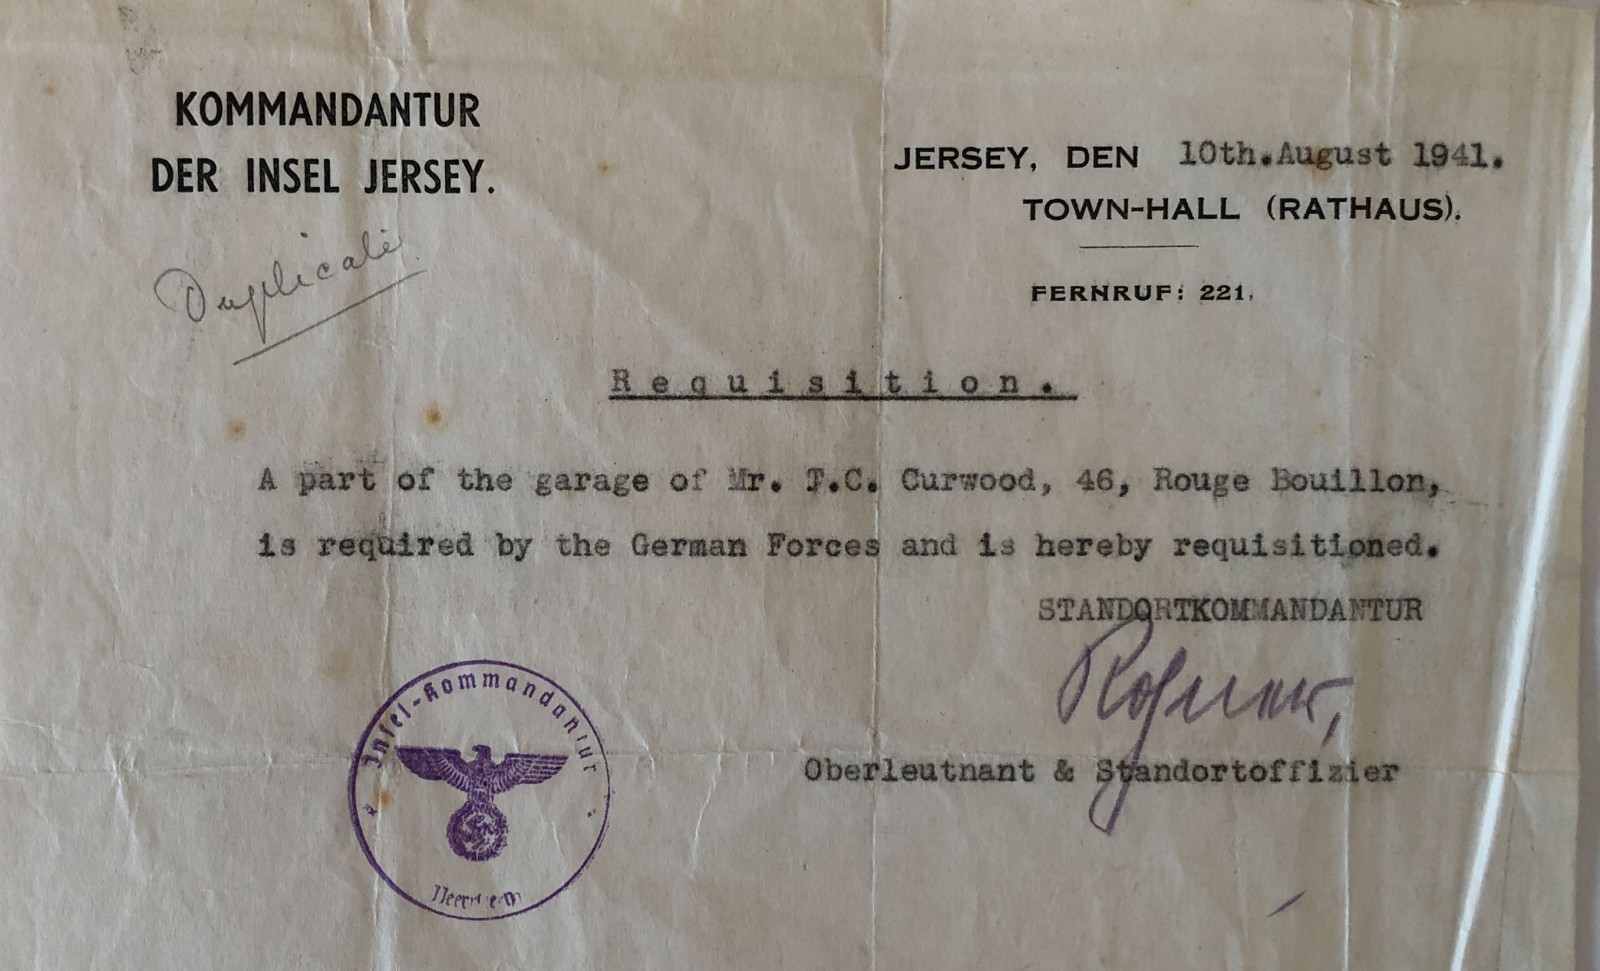 KOMMANDANTUR
DER INSEL JERSEY.
JERSEY, DEN 10th.August 1941.
TOWN-HALL (RATHAUS).
FERNRUF: 221.
Duplicate
Requisition.
A part of the garage of Mr. T.C. Curwood, 46, Rouge Bouillon,
is required by the German Forces and is hereby requisitioned.
STANDORTKOMMANDANTUR
Oberleutnant & Standortoffizier
Insel-Kommandantur